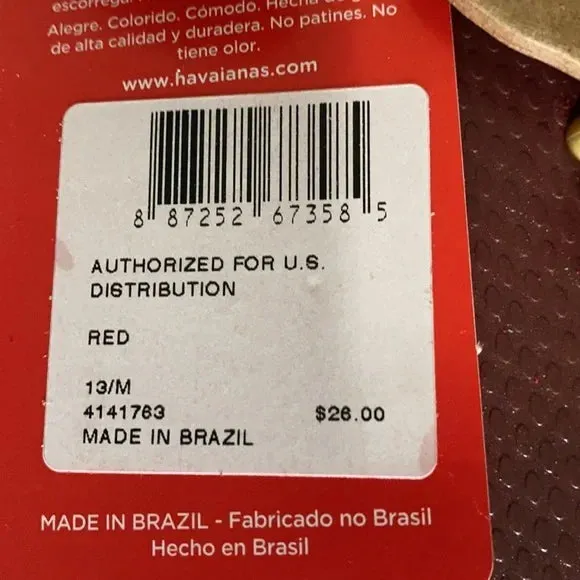 Alegre. Colorido. Cómodo. Hecha de
de alta calidad y duradera. No patines. No
tiene olor.
www.havaianas.com
8 87252 67358 5
AUTHORIZED FOR U.S.
DISTRIBUTION
RED
13/M
4141763
$26.00
MADE IN BRAZIL
MADE IN BRAZIL - Fabricado no Brasil
Hecho en Brasil